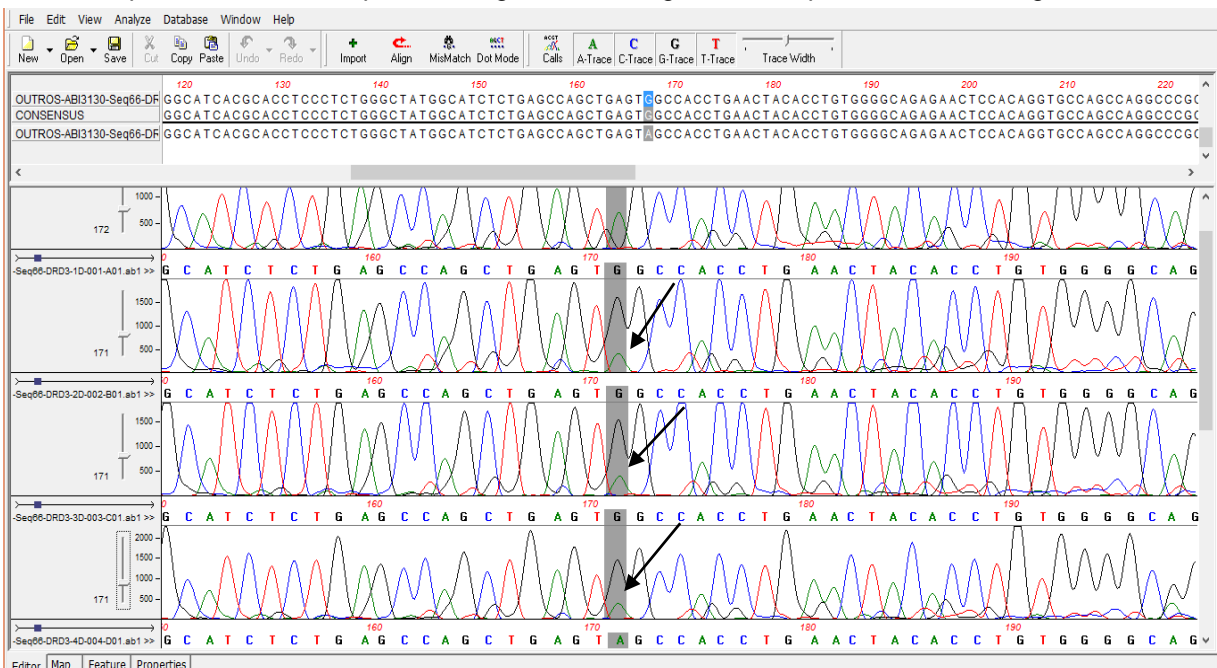 File Edit View Analyze Database Window Help
New Open Save Cut Copy Paste Undo Redo Import Align MisMatch Dot Mode Calls A-Trace C-Trace G-Trace T-Trace Trace Width
120 130 140 150 160 170 180 190 200 210 220
OUTROS-ABI3130-Seq66-DF GGCATCACGCACCTCCCTCTGGGCTATGGCATCTCTGAGCCAGCTGAGTGGCCACCTGAACTACACCTGTGGGGCAGAGAACTCCACAGGTGCCAGCCAGGCCCGC
CONSENSUS GGCATCACGCACCTCCCTCTGGGCTATGGCATCTCTGAGCCAGCTGAGTGGCCACCTGAACTACACCTGTGGGGCAGAGAACTCCACAGGTGCCAGCCAGGCCCGC
OUTROS-ABI3130-Seq66-DF GGCATCACGCACCTCCCTCTGGGCTATGGCATCTCTGAGCCAGCTGAGTAGCCACCTGAACTACACCTGTGGGGCAGAGAACTCCACAGGTGCCAGCCAGGCCCGC
1000
500
172
160 170 180 190
-Seq66-DRD3-1D-001-A01.ab1 >> G C A T C T C T G A G C C A G C T G A G T G G C C A C C T G A A C T A C A C C T G T G G G G C A G
1500
1000
500
171
160 170 180 190
-Seq66-DRD3-2D-002-B01.ab1 >> G C A T C T C T G A G C C A G C T G A G T G G C C A C C T G A A C T A C A C C T G T G G G G C A G
1500
1000
500
171
160 170 180 190
-Seq66-DRD3-3D-003-C01.ab1 >> G C A T C T C T G A G C C A G C T G A G T G G C C A C C T G A A C T A C A C C T G T G G G G C A G
2000
1500
1000
500
171
160 170 180 190
-Seq66-DRD3-4D-004-D01.ab1 >> G C A T C T C T G A G C C A G C T G A G T A G C C A C C T G A A C T A C A C C T G T G G G G C A G
Editor Map Feature Properties